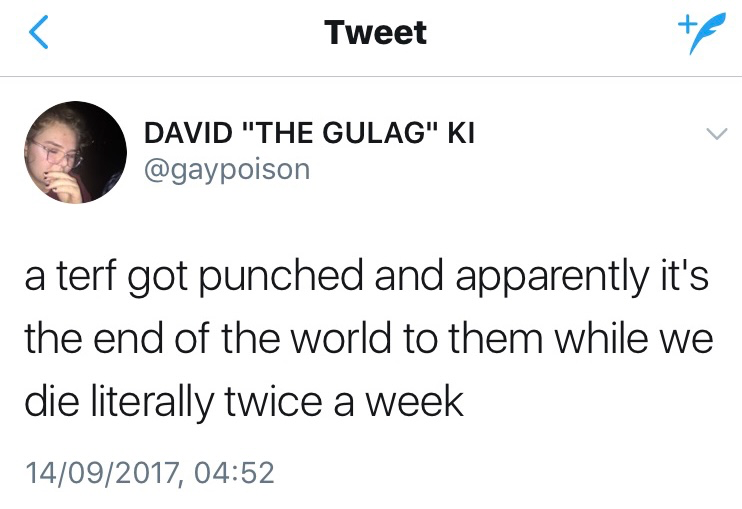 Tweet
DAVID "THE GULAG" KI
@gaypoison
a terf got punched and apparently it's
the end of the world to them while we
die literally twice a week
14/09/2017, 04:52